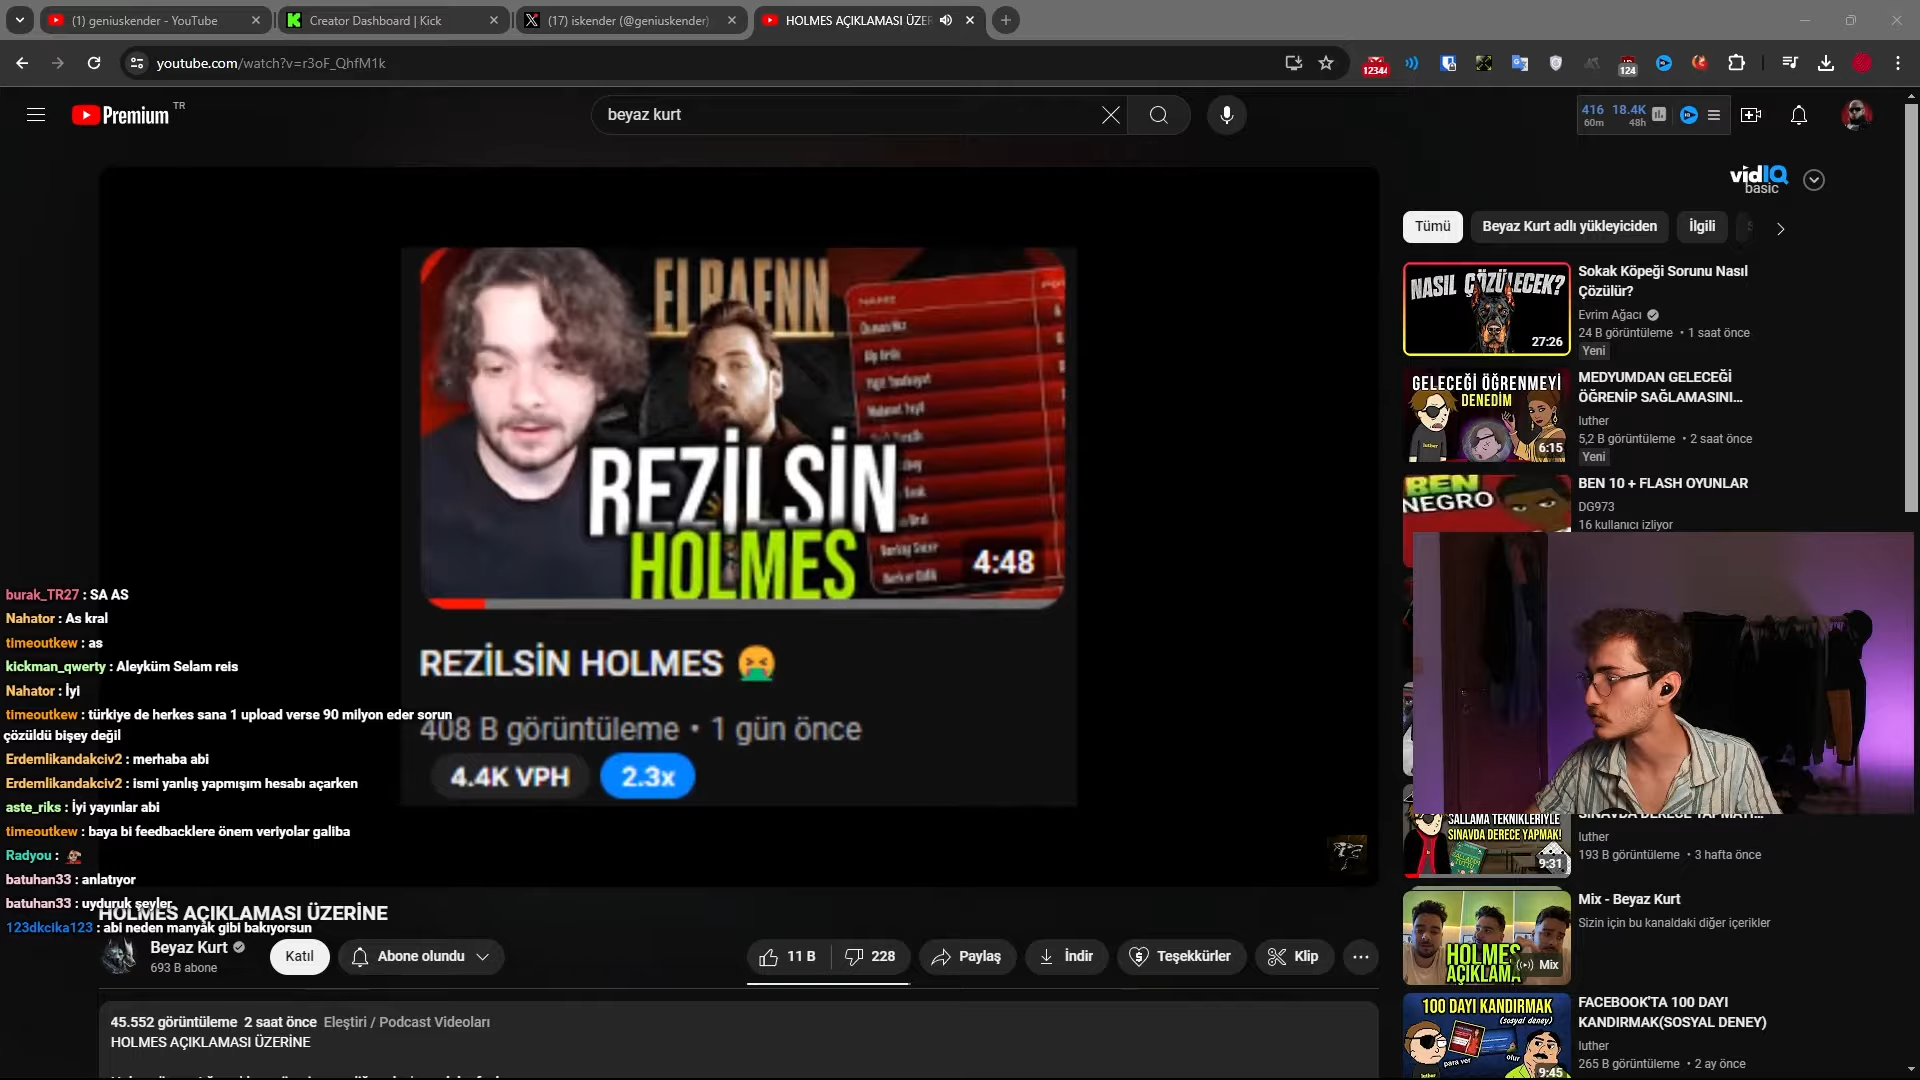 (1) geniuskender - YouTube
Creator Dashboard | Kick
(17) iskender (@geniuskender)
HOLMES AÇIKLAMASI ÜZER
youtube.com/watch?v=r3oF_QhfM1k
12344
124
Premium TR
beyaz kurt
416 18.4K
60m 48h
vidIQ
basic
Tümü
Beyaz Kurt adlı yükleyiciden
İlgili
ELRAENN
REZİLSİN
HOLMES
4:48
REZİLSİN HOLMES 🤮
408 B görüntüleme • 1 gün önce
4.4K VPH
2.3x
burak_TR27 : SA AS
Nahator : As kral
timeoutkew : as
kickman_qwerty : Aleyküm Selam reis
Nahator : İyi
timeoutkew : türkiye de herkes sana 1 upload verse 90 milyon eder sorun
çözüldü bişey değil
Erdemlikandakciv2 : merhaba abi
Erdemlikandakciv2 : ismi yanlış yapmışım hesabı açarken
aste_riks : İyi yayınlar abi
timeoutkew : baya bi feedbacklere önem veriyolar galiba
Radyou :
batuhan33 : anlatıyor
batuhan33 : uyduruk şeyler
123dkcika123 : abi neden manyak gibi bakıyorsun
HOLMES AÇIKLAMASI ÜZERİNE
Beyaz Kurt
693 B abone
Katıl
Abone olundu
11 B
228
Paylaş
İndir
Teşekkürler
Klip
45.552 görüntüleme 2 saat önce Eleştiri / Podcast Videoları
HOLMES AÇIKLAMASI ÜZERİNE
NASIL ÇÖZÜLECEK?
27:26
Sokak Köpeği Sorunu Nasıl
Çözülür?
Evrim Ağacı
24 B görüntüleme • 1 saat önce
Yeni
GELECEĞİ ÖĞRENMEYİ
DENEDİM
luther
6:15
MEDYUMDAN GELECEĞİ
ÖĞRENİP SAĞLAMASINI...
luther
5,2 B görüntüleme • 2 saat önce
Yeni
BEN
NEGRO
BEN 10 + FLASH OYUNLAR
DG973
16 kullanıcı izliyor
SALLAMA TEKNİKLERİYLE
SINAVDA DERECE YAPMAK!
9:31
luther
193 B görüntüleme • 3 hafta önce
HOLMES
AÇIKLAMA
Mix
Mix - Beyaz Kurt
Sizin için bu kanaldaki diğer içerikler
100 DAYI KANDIRMAK
(sosyal deney)
para ver
olur
luther
9:45
FACEBOOK'TA 100 DAYI
KANDIRMAK(SOSYAL DENEY)
luther
265 B görüntüleme • 2 ay önce